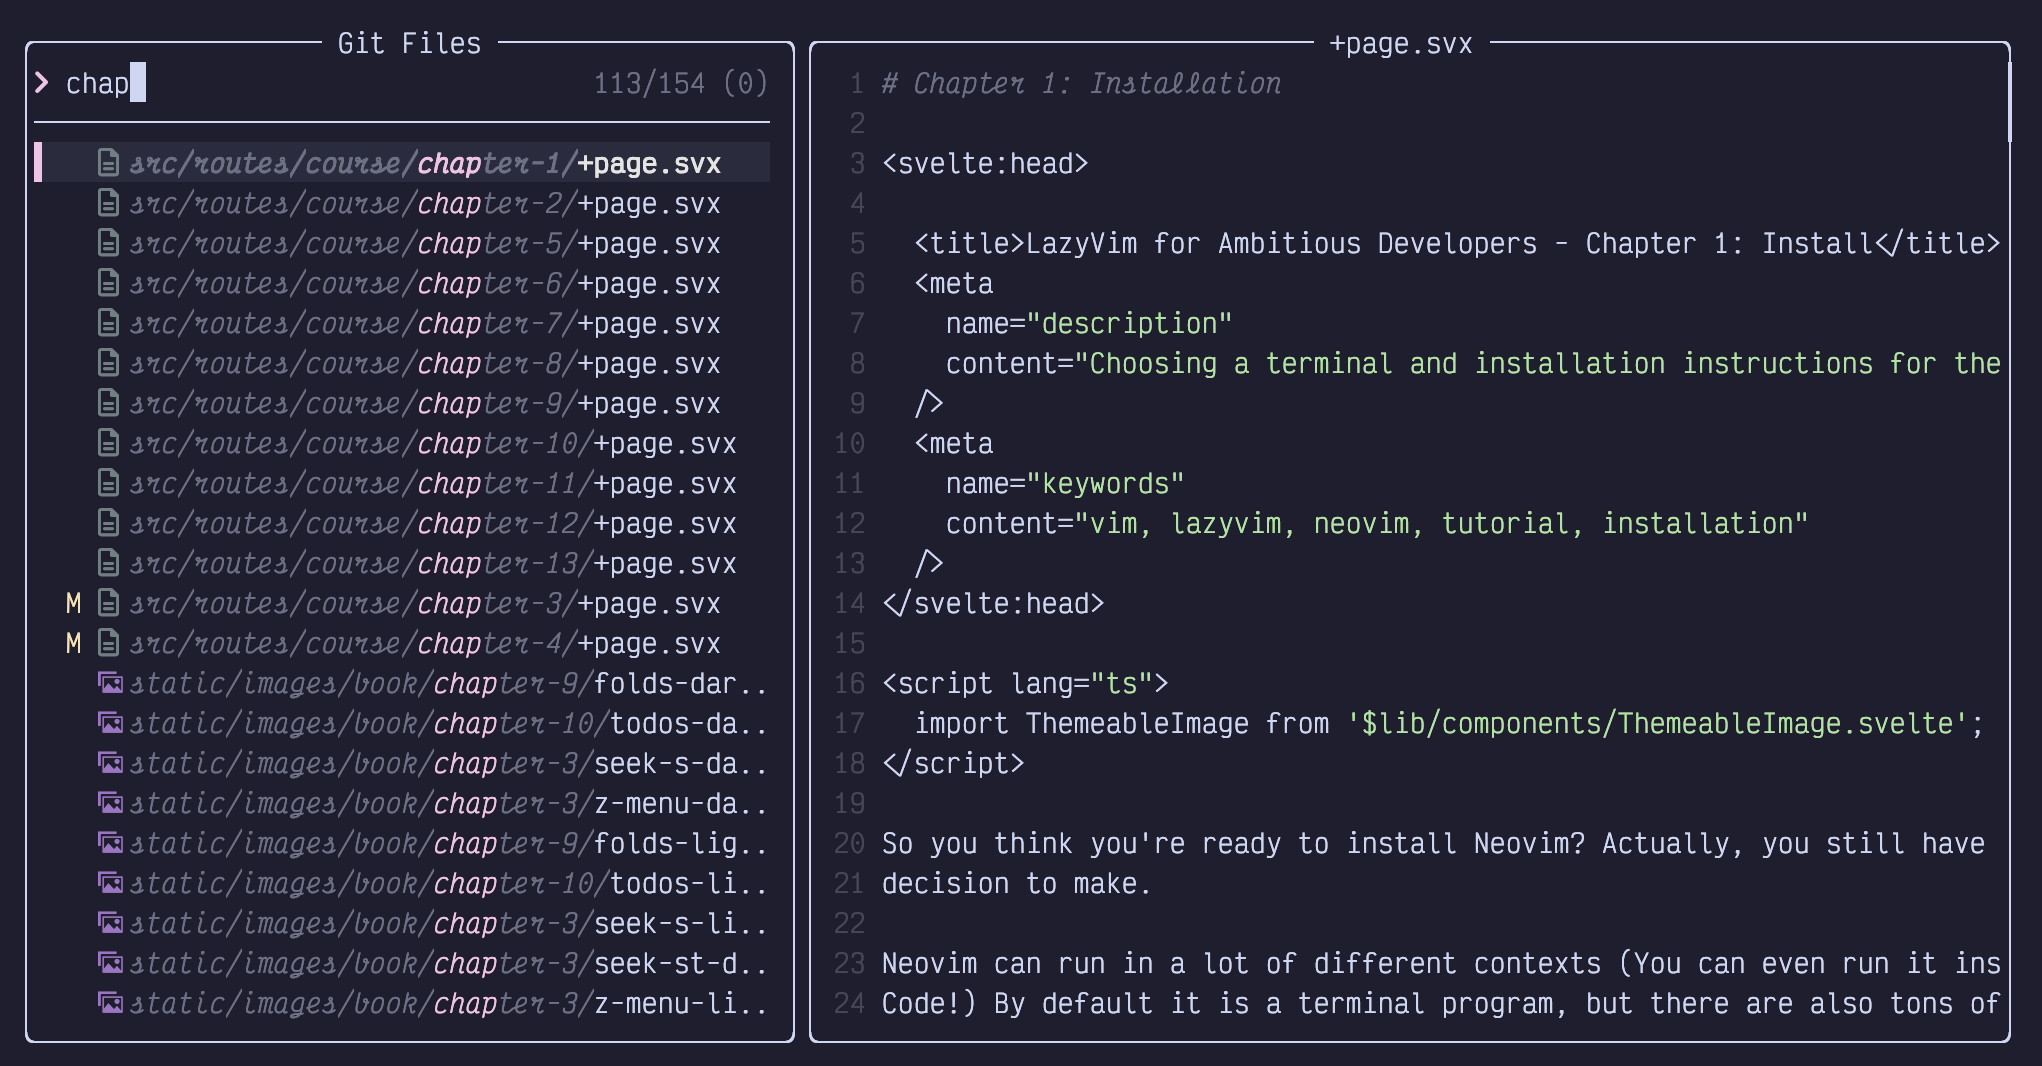 Git Files
> chap 113/154 (0)
src/routes/course/chapter-1/+page.svx
src/routes/course/chapter-2/+page.svx
src/routes/course/chapter-5/+page.svx
src/routes/course/chapter-6/+page.svx
src/routes/course/chapter-7/+page.svx
src/routes/course/chapter-8/+page.svx
src/routes/course/chapter-9/+page.svx
src/routes/course/chapter-10/+page.svx
src/routes/course/chapter-11/+page.svx
src/routes/course/chapter-12/+page.svx
src/routes/course/chapter-13/+page.svx
M src/routes/course/chapter-3/+page.svx
M src/routes/course/chapter-4/+page.svx
static/images/book/chapter-9/folds-dar..
static/images/book/chapter-10/todos-da..
static/images/book/chapter-3/seek-s-da..
static/images/book/chapter-3/z-menu-da..
static/images/book/chapter-9/folds-lig..
static/images/book/chapter-10/todos-li..
static/images/book/chapter-3/seek-s-li..
static/images/book/chapter-3/seek-st-d..
static/images/book/chapter-3/z-menu-li..
+page.svx
1 # Chapter 1: Installation
2
3 <svelte:head>
4
5   <title>LazyVim for Ambitious Developers - Chapter 1: Install</title>
6   <meta
7     name="description"
8     content="Choosing a terminal and installation instructions for the
9   />
10   <meta
11     name="keywords"
12     content="vim, lazyvim, neovim, tutorial, installation"
13   />
14 </svelte:head>
15
16 <script lang="ts">
17   import ThemeableImage from '$lib/components/ThemeableImage.svelte';
18 </script>
19
20 So you think you're ready to install Neovim? Actually, you still have
21 decision to make.
22
23 Neovim can run in a lot of different contexts (You can even run it ins
24 Code!) By default it is a terminal program, but there are also tons of